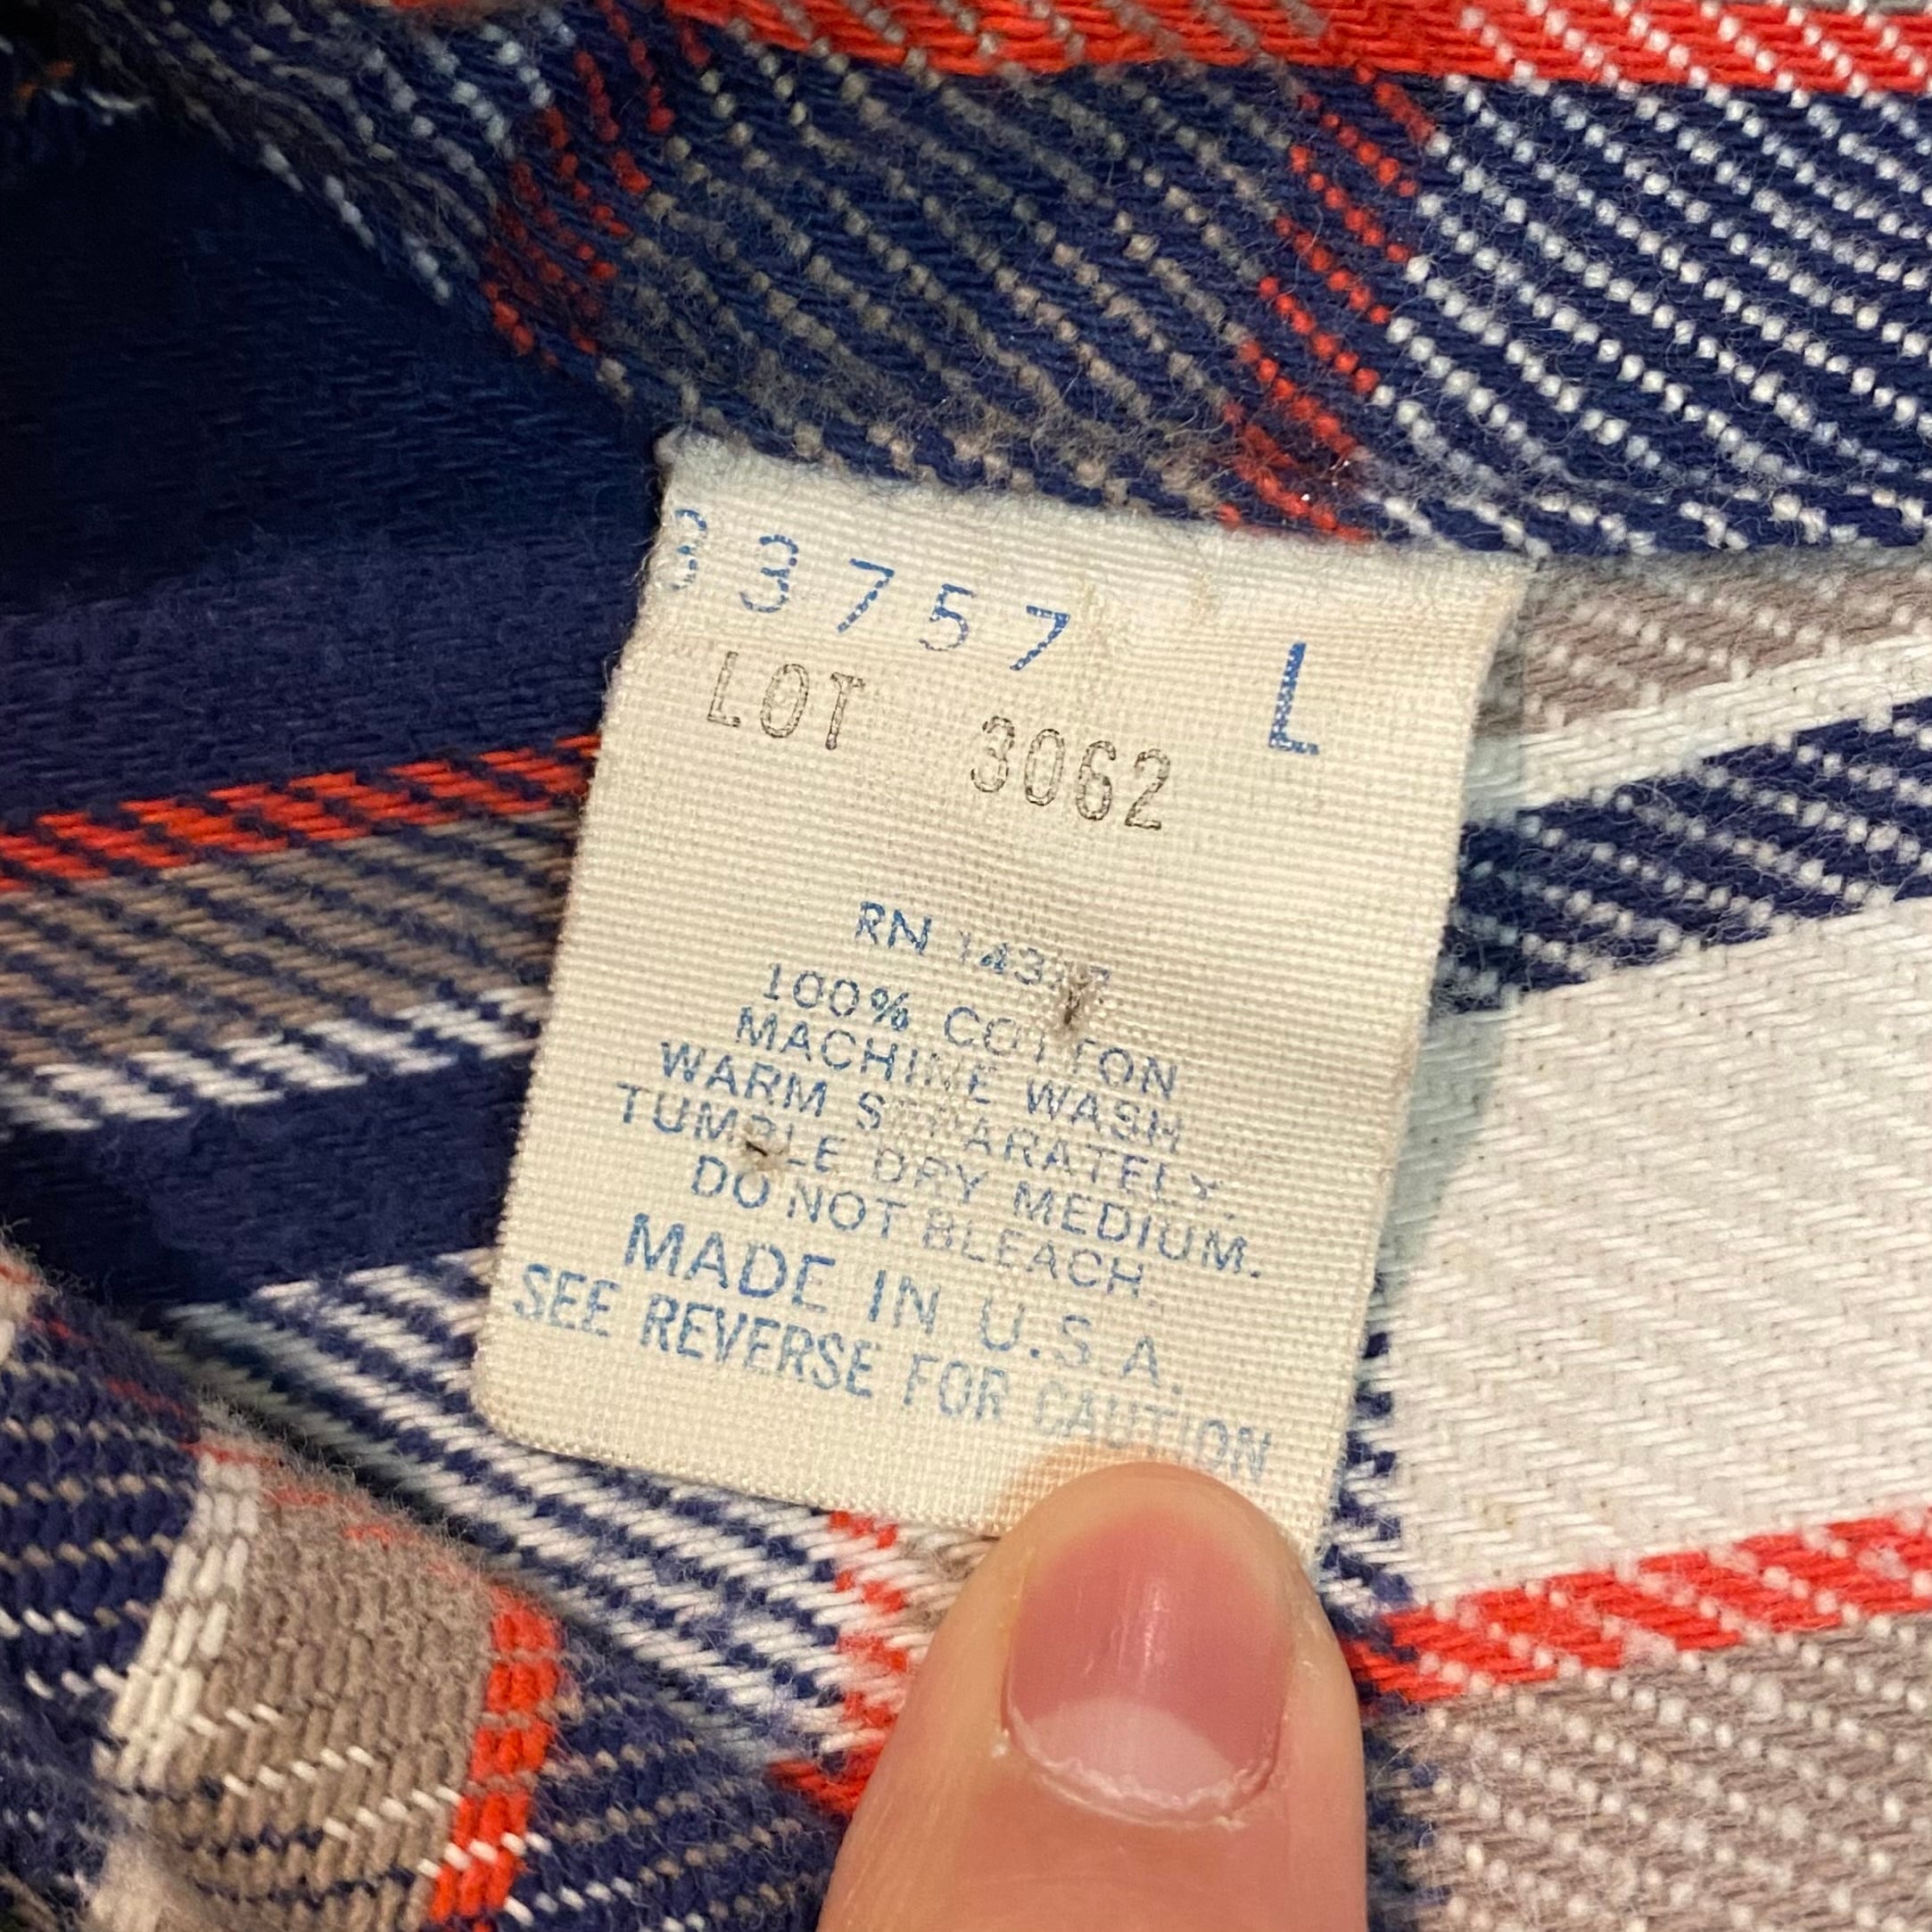 33757 L
LOT 3062
RN
100% COTTON
MACHINE WASH
WARM SEPARATELY.
TUMBLE DRY MEDIUM.
DO NOT BLEACH.
MADE IN U.S.A.
SEE REVERSE FOR CAUTION